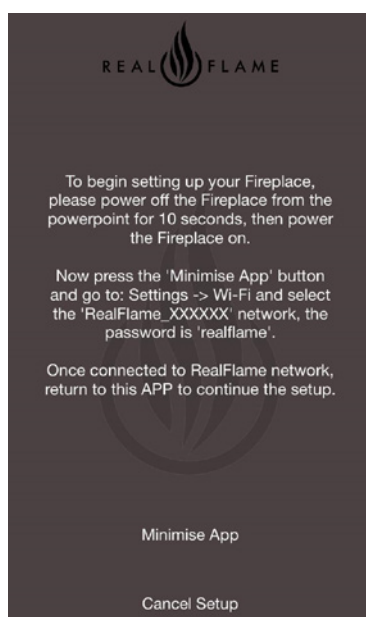 REAL FLAME
To begin setting up your Fireplace,
please power off the Fireplace from the
powerpoint for 10 seconds, then power
the Fireplace on.
Now press the 'Minimise App' button
and go to: Settings -> Wi-Fi and select
the 'RealFlame_XXXXXX' network, the
password is 'realflame'.
Once connected to RealFlame network,
return to this APP to continue the setup.
Minimise App
Cancel Setup